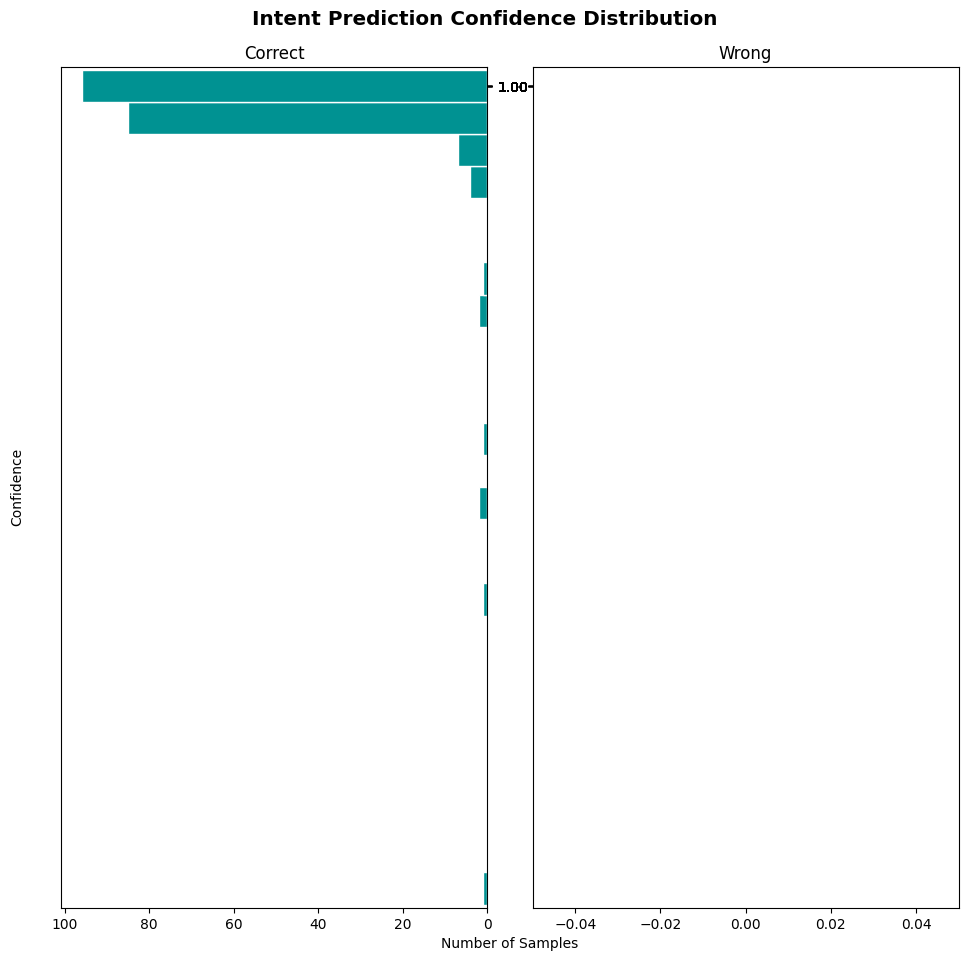 Intent Prediction Confidence Distribution
Correct
Wrong
1.00
Confidence
100 80 60 40 20 0
−0.04 −0.02 0.00 0.02 0.04
Number of Samples